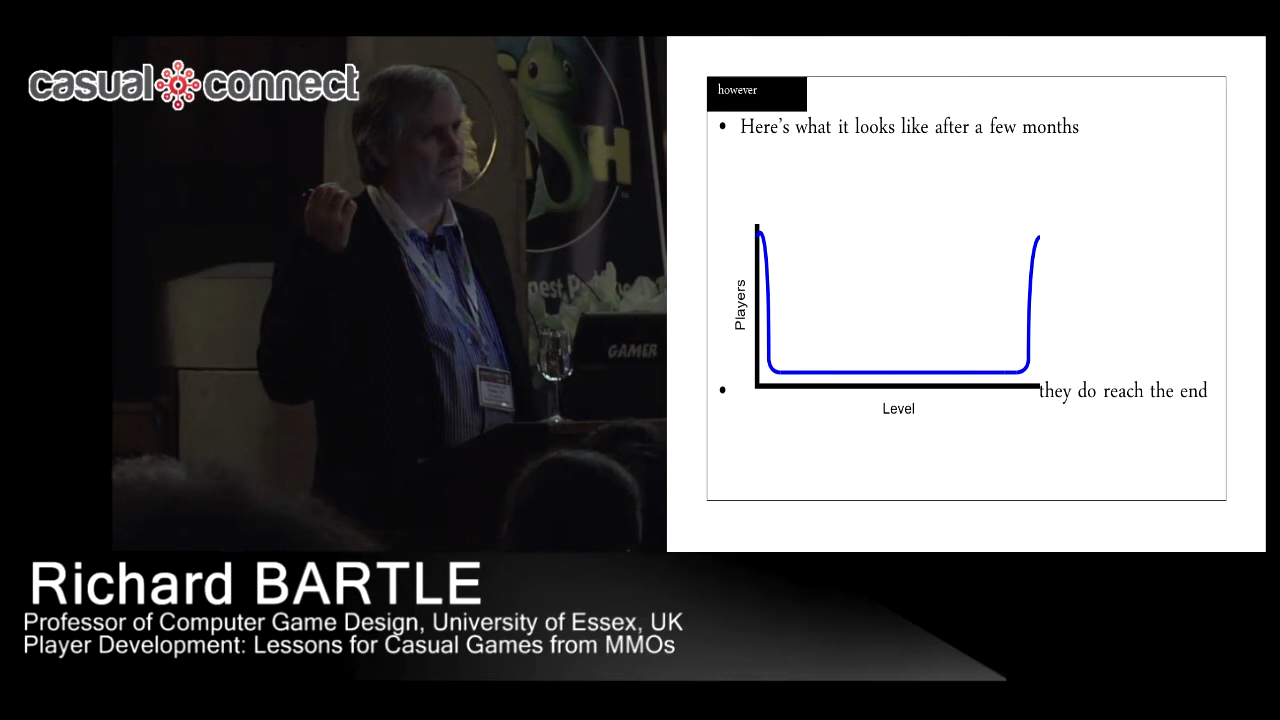 casual connect
H
GAMER
however
• Here's what it looks like after a few months
Players
Level
• they do reach the end
Richard BARTLE
Professor of Computer Game Design, University of Essex, UK
Player Development: Lessons for Casual Games from MMOs